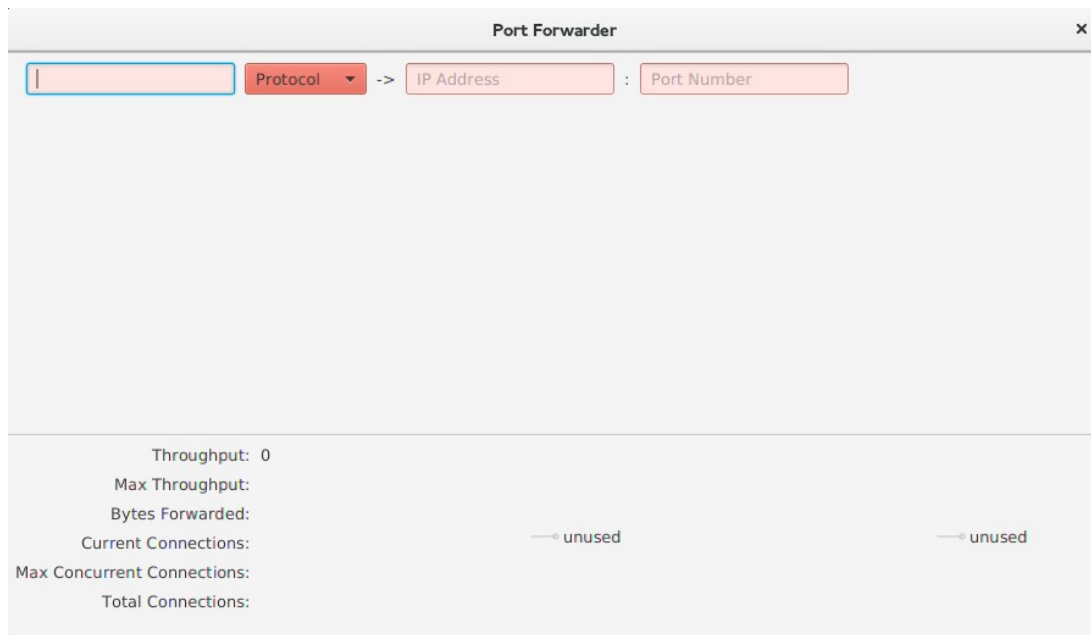 Port Forwarder ×
Protocol -> IP Address : Port Number
Throughput: 0
Max Throughput:
Bytes Forwarded:
Current Connections: unused unused
Max Concurrent Connections:
Total Connections: